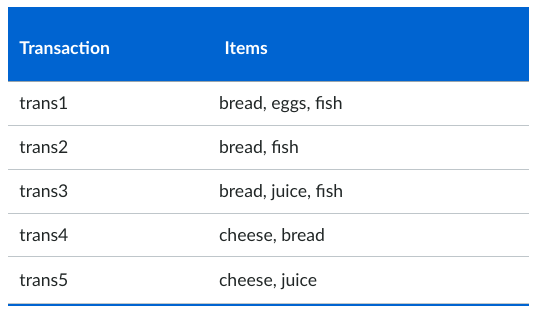 Transaction Items
trans1 bread, eggs, fish
trans2 bread, fish
trans3 bread, juice, fish
trans4 cheese, bread
trans5 cheese, juice